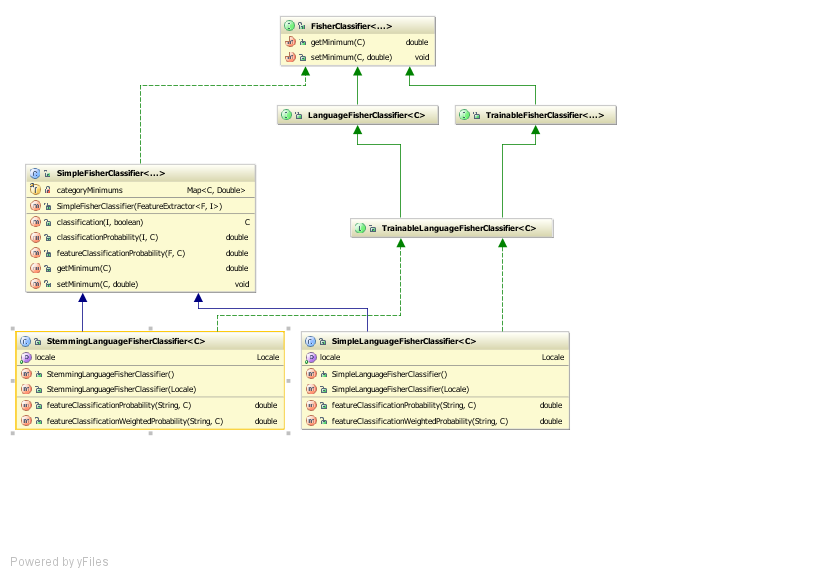 FisherClassifier<...>
getMinimum(C) double
setMinimum(C, double) void
LanguageFisherClassifier<C>
TrainableFisherClassifier<...>
SimpleFisherClassifier<...>
categoryMinimums Map<C, Double>
SimpleFisherClassifier(FeatureExtractor<F, I>)
classification(I, boolean) C
classificationProbability(I, C) double
featureClassificationProbability(F, C) double
getMinimum(C) double
setMinimum(C, double) void
TrainableLanguageFisherClassifier<C>
StemmingLanguageFisherClassifier<C>
locale Locale
StemmingLanguageFisherClassifier()
StemmingLanguageFisherClassifier(Locale)
featureClassificationProbability(String, C) double
featureClassificationWeightedProbability(String, C) double
SimpleLanguageFisherClassifier<C>
locale Locale
SimpleLanguageFisherClassifier()
SimpleLanguageFisherClassifier(Locale)
featureClassificationProbability(String, C) double
featureClassificationWeightedProbability(String, C) double
Powered by yFiles